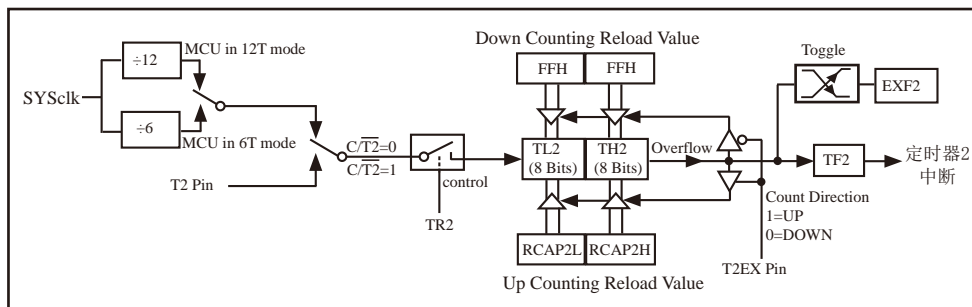 Down Counting Reload Value
Toggle
÷12
MCU in 12T mode
FFH
FFH
EXF2
SYSclk
÷6
MCU in 6T mode
C/T2=0
C/T2=1
TL2
(8 Bits)
TH2
(8 Bits)
Overflow
TF2
定时器2
中断
T2 Pin
control
TR2
Count Direction
1=UP
0=DOWN
RCAP2L
RCAP2H
T2EX Pin
Up Counting Reload Value